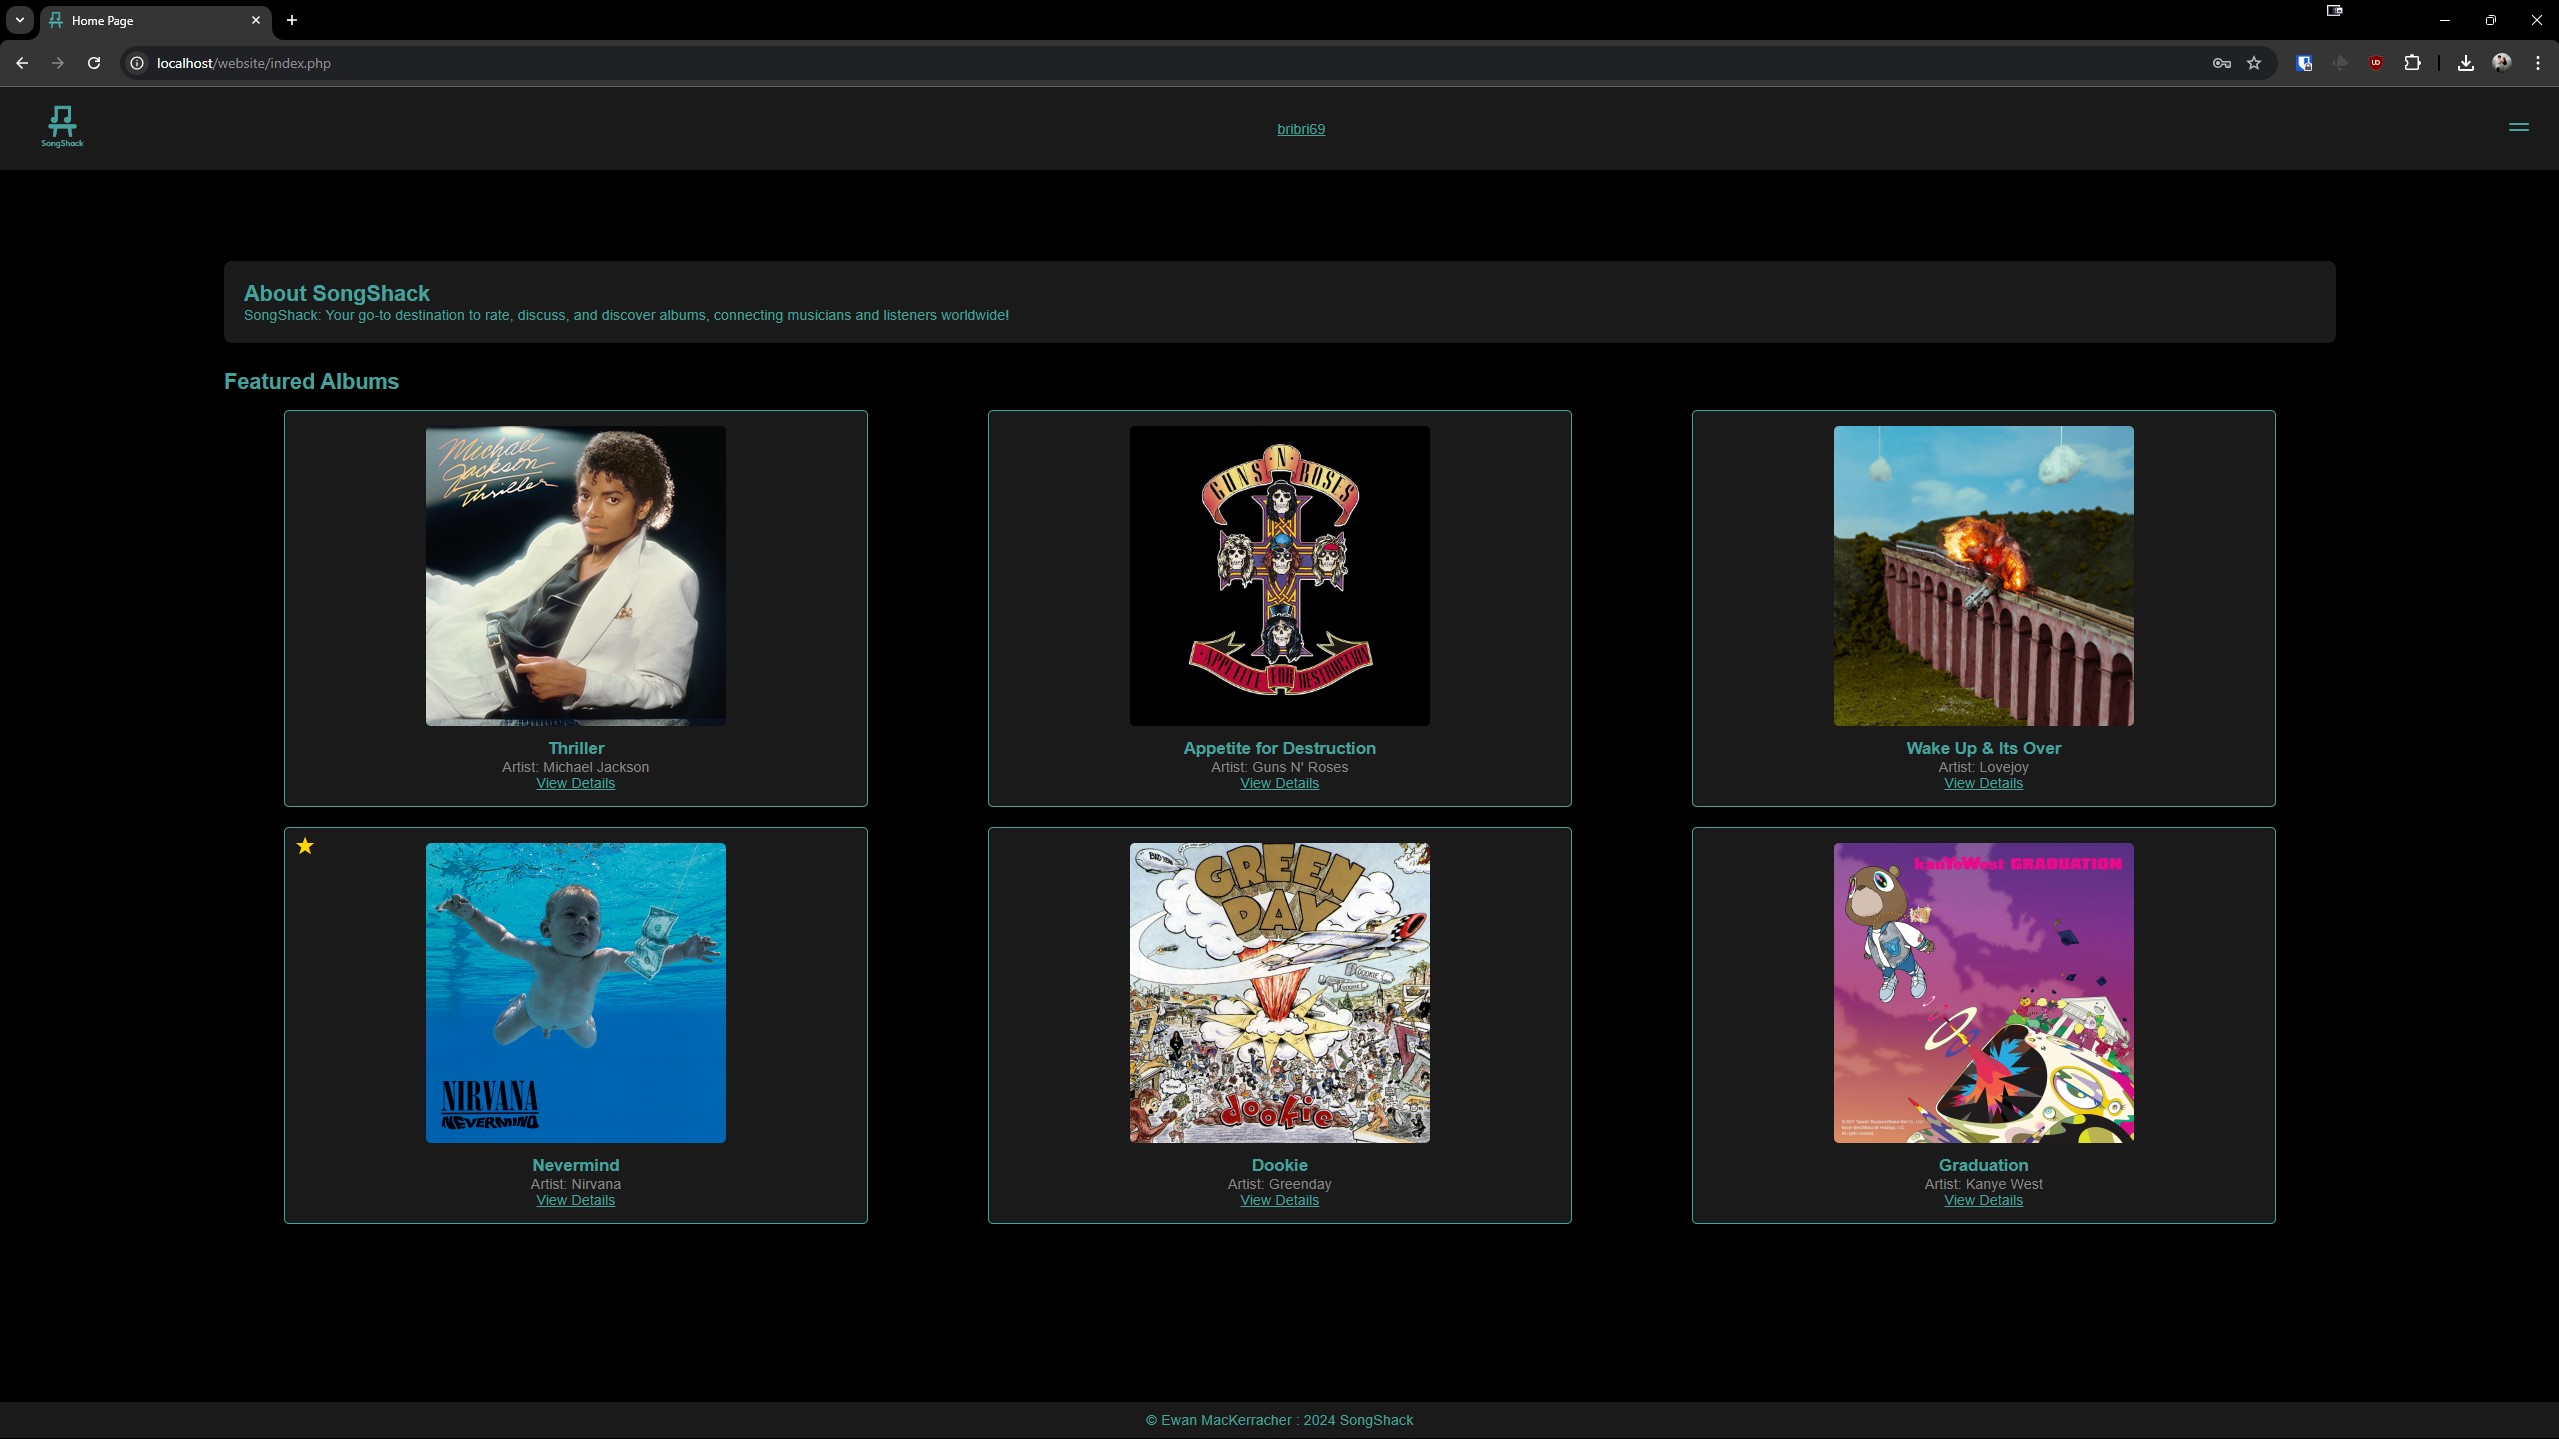 Home Page
localhost/website/index.php
SongShack
bribri69
About SongShack
SongShack: Your go-to destination to rate, discuss, and discover albums, connecting musicians and listeners worldwide!
Featured Albums
Michael
Jackson
Thriller
GUNS N' ROSES
APPETITE FOR DESTRUCTION
Thriller
Artist: Michael Jackson
View Details
Appetite for Destruction
Artist: Guns N' Roses
View Details
Wake Up & Its Over
Artist: Lovejoy
View Details
NIRVANA
NEVERMIND
BAD YEAR
GREEN
DAY
DOOKIE
dookie
kanYeWest GRADUATION
Nevermind
Artist: Nirvana
View Details
Dookie
Artist: Greenday
View Details
Graduation
Artist: Kanye West
View Details
© Ewan MacKerracher : 2024 SongShack